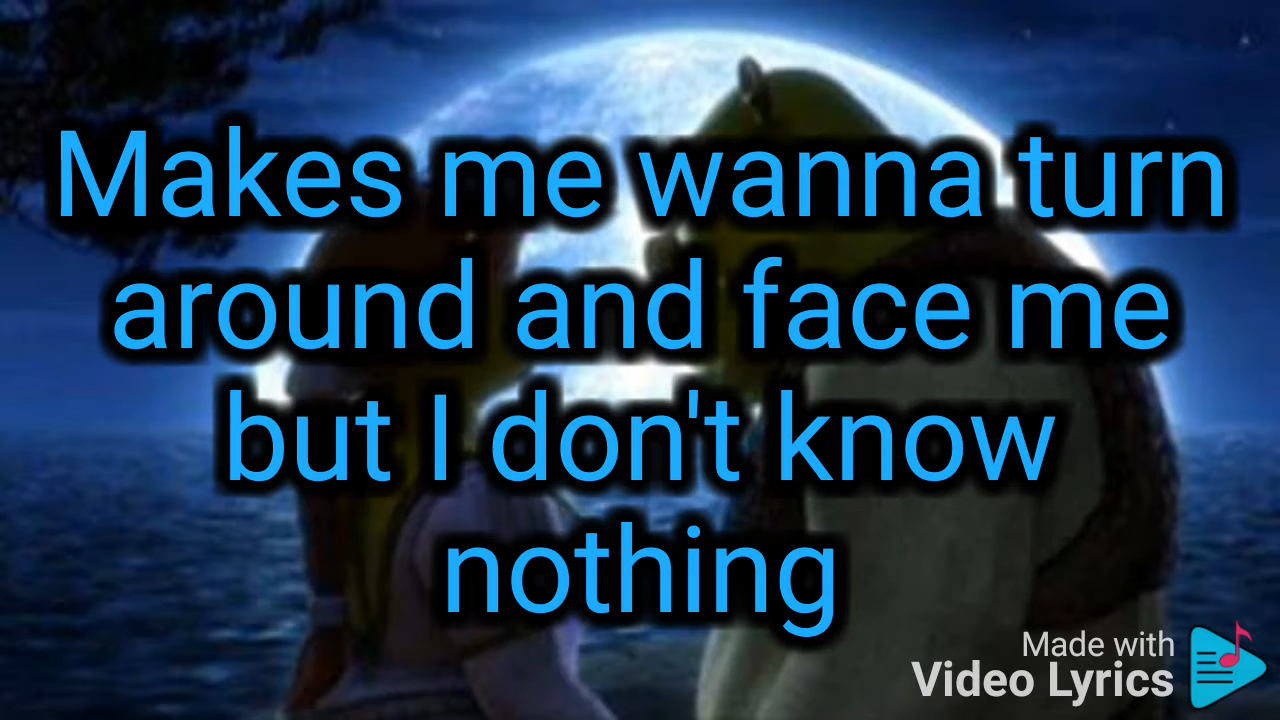 Makes me wanna turn
around and face me
but I don't know
nothing
Made with
Video Lyrics